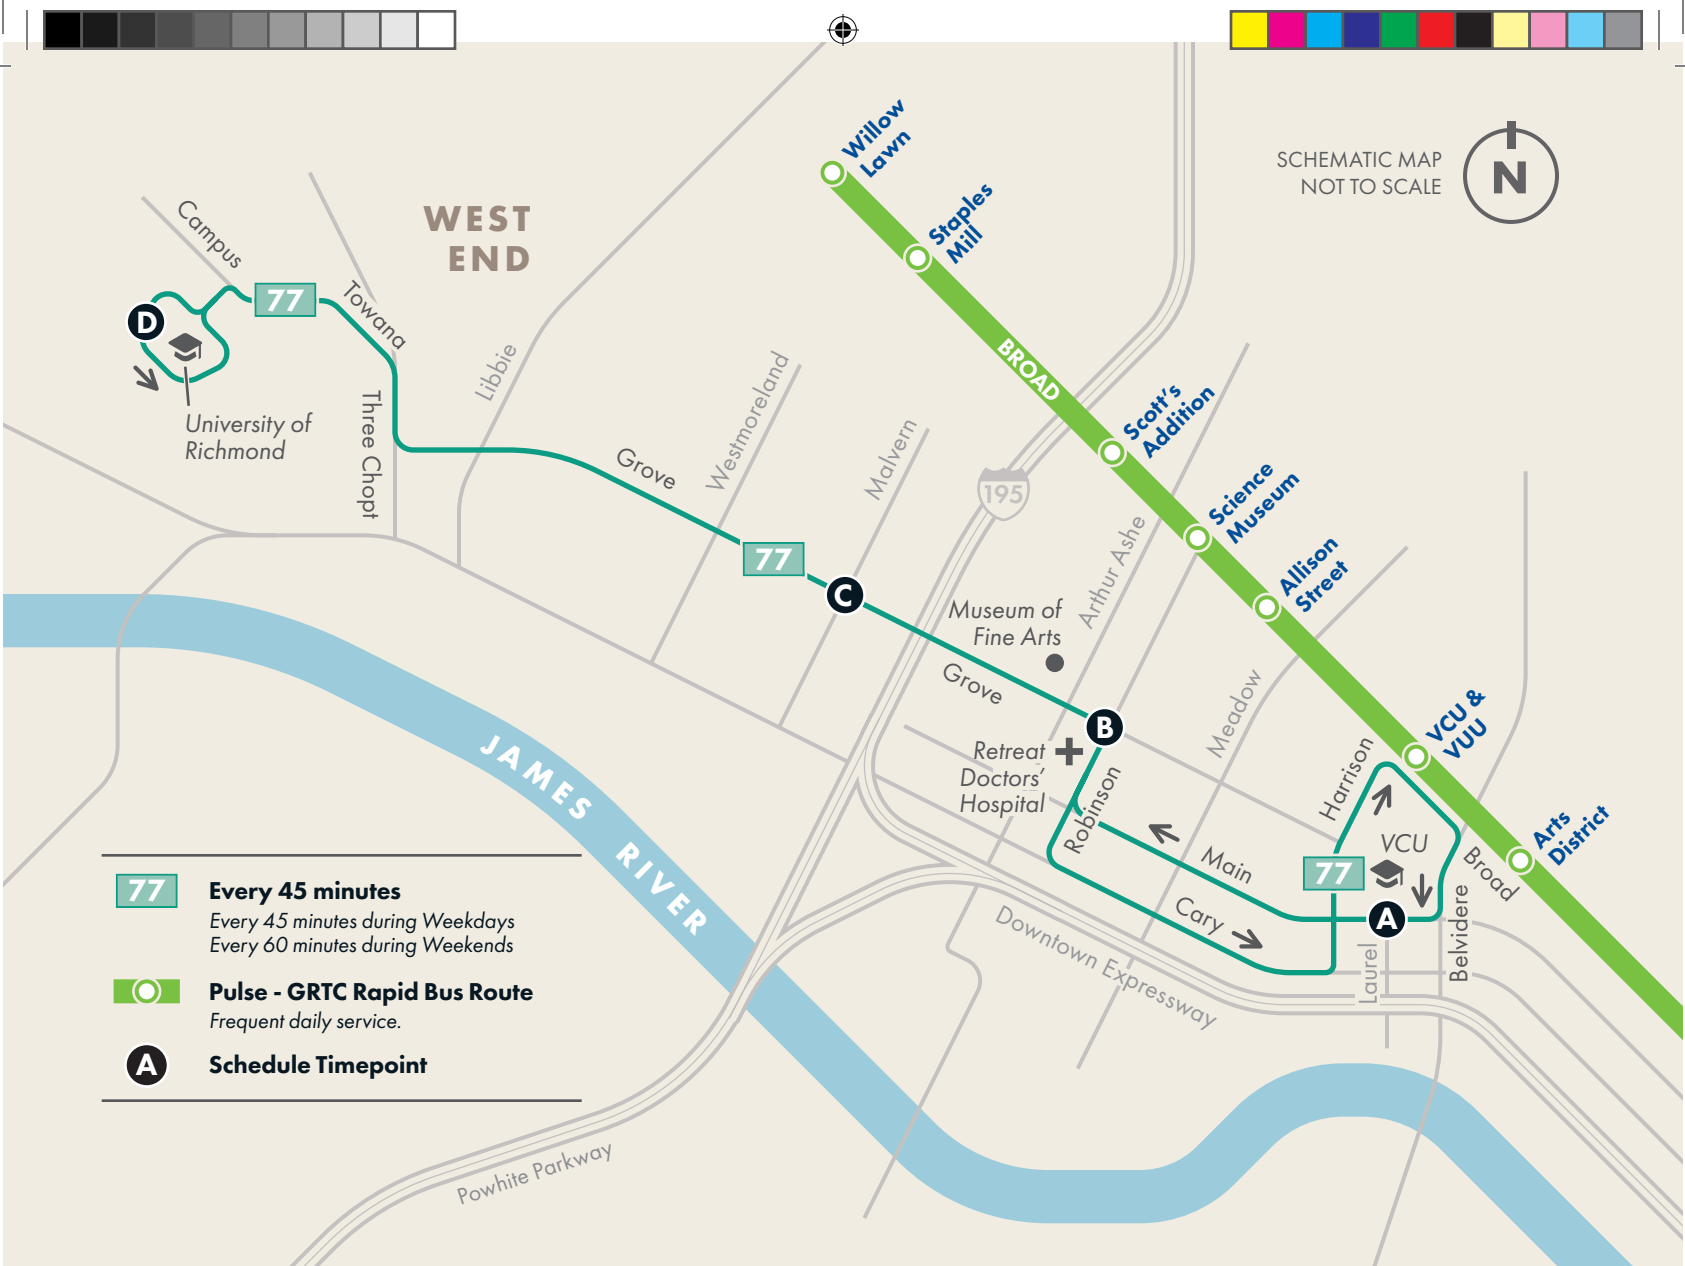 Willow
Lawn
Staples
Mill
SCHEMATIC MAP
NOT TO SCALE
N
WEST
END
Campus
77
Towana
D
University of
Richmond
Three Chopt
Libbie
Westmoreland
Malvern
BROAD
Scott's
Addition
195
Science
Museum
Grove
77
C
Arthur Ashe
Allison
Street
Museum of
Fine Arts
Grove
B
Meadow
VCU &
VUU
Retreat
Doctors'
Hospital
Robinson
Harrison
JAMES RIVER
Main
VCU
Arts
District
77
Broad
Cary
A
Belvidere
Laurel
Downtown Expressway
Powhite Parkway
77
Every 45 minutes
Every 45 minutes during Weekdays
Every 60 minutes during Weekends
Pulse - GRTC Rapid Bus Route
Frequent daily service.
A
Schedule Timepoint